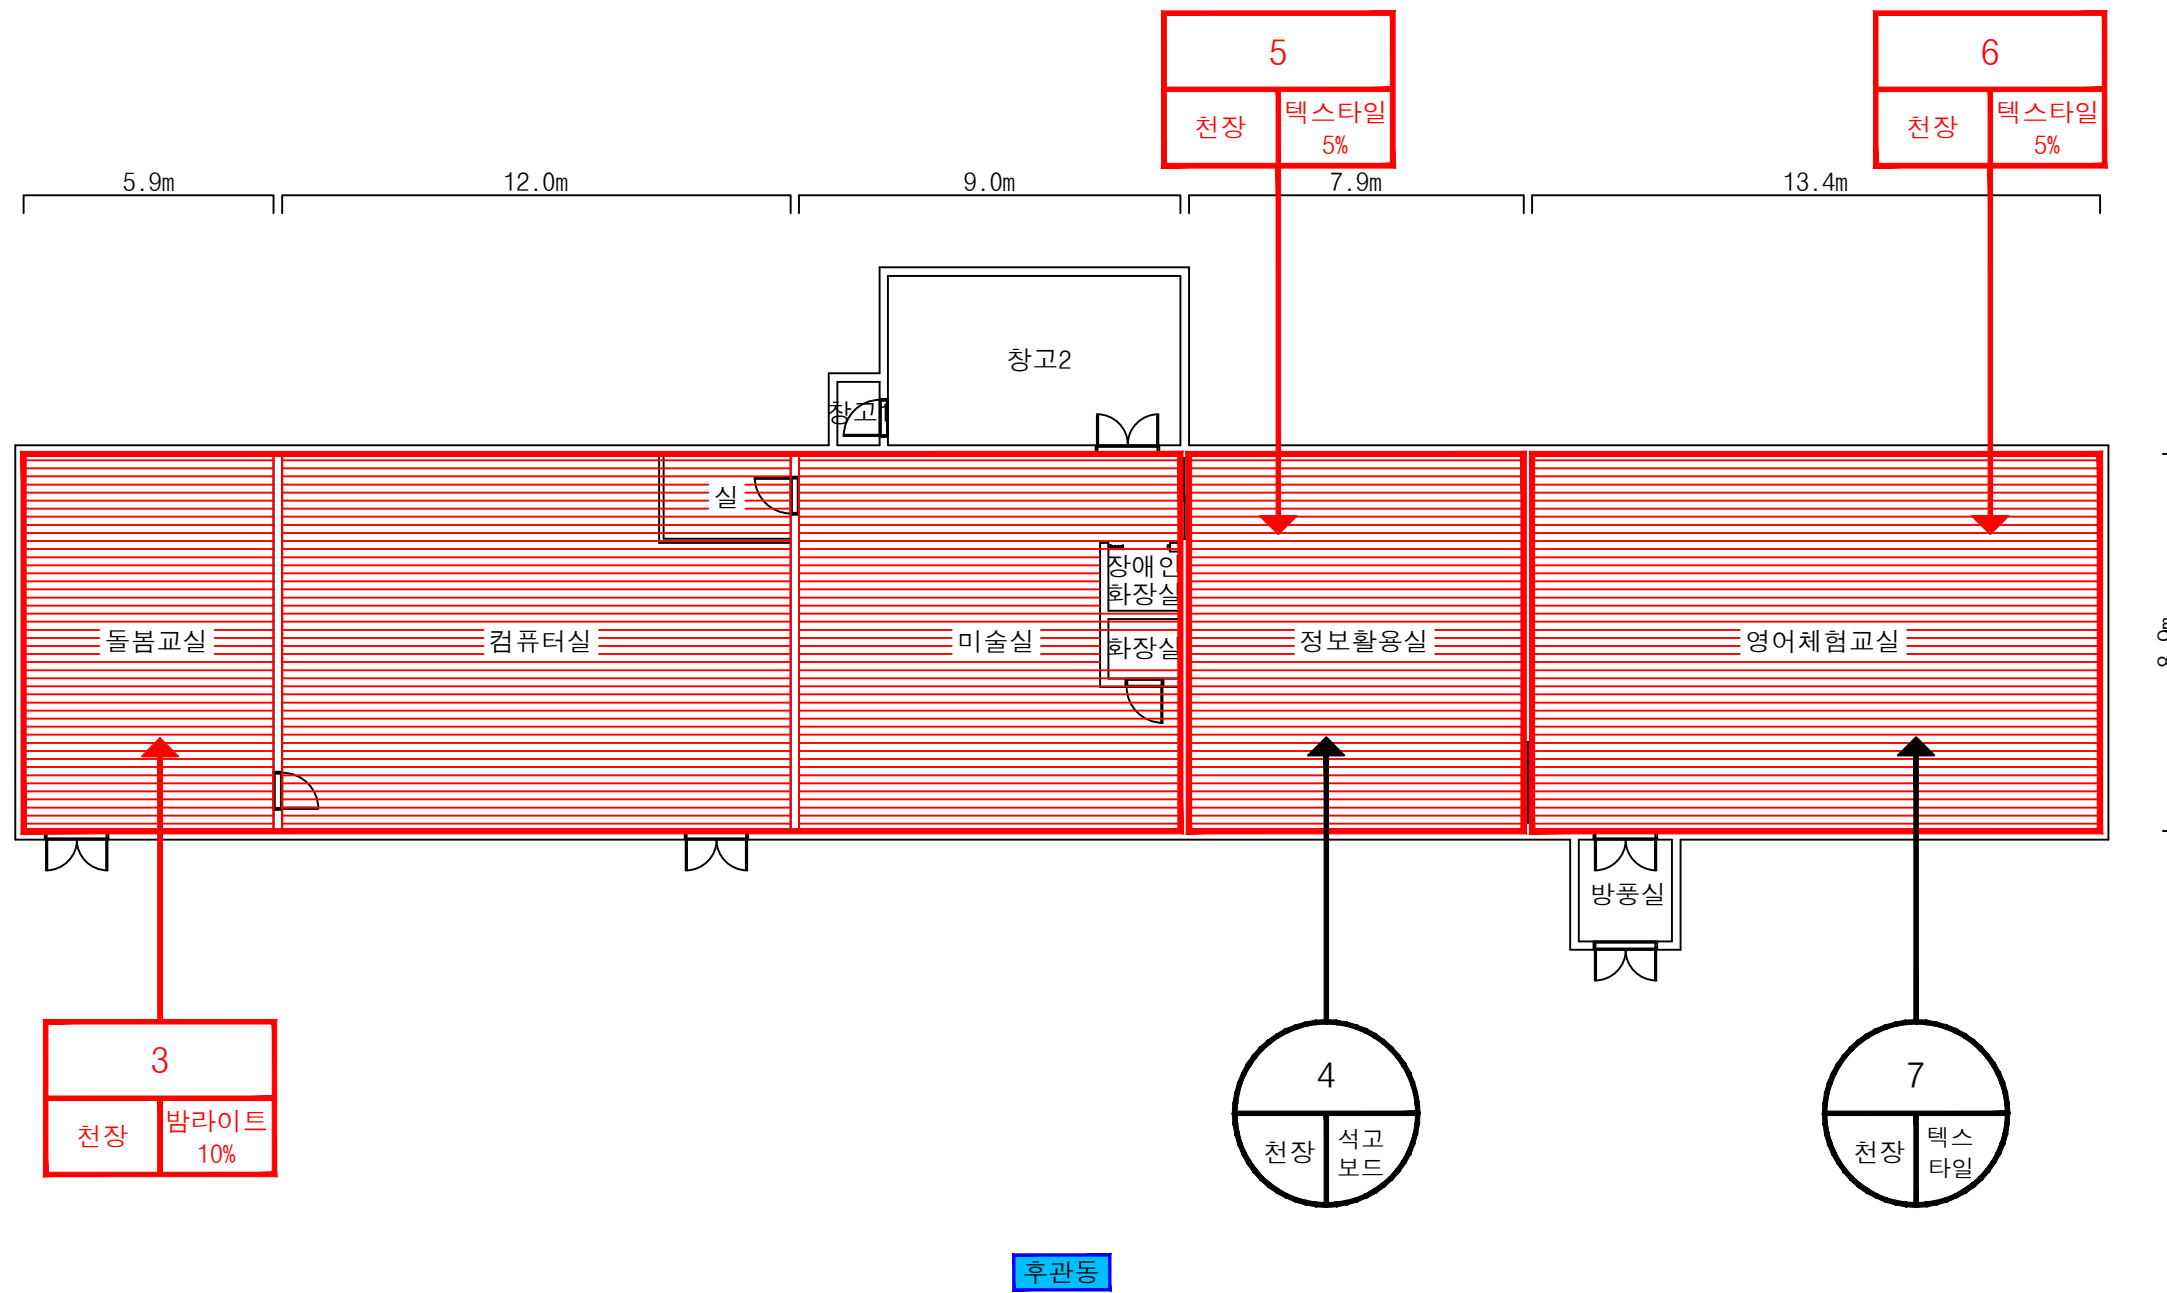 5
천장
텍스타일
5%
6
천장
텍스타일
5%
5.9m
12.0m
9.0m
7.9m
13.4m
창고2
창고1
실
장애인
화장실
화장실
돌봄교실
컴퓨터실
미술실
정보활용실
영어체험교실
방풍실
3
천장
밤라이트
10%
4
천장
석고
보드
7
천장
텍스
타일
후관동